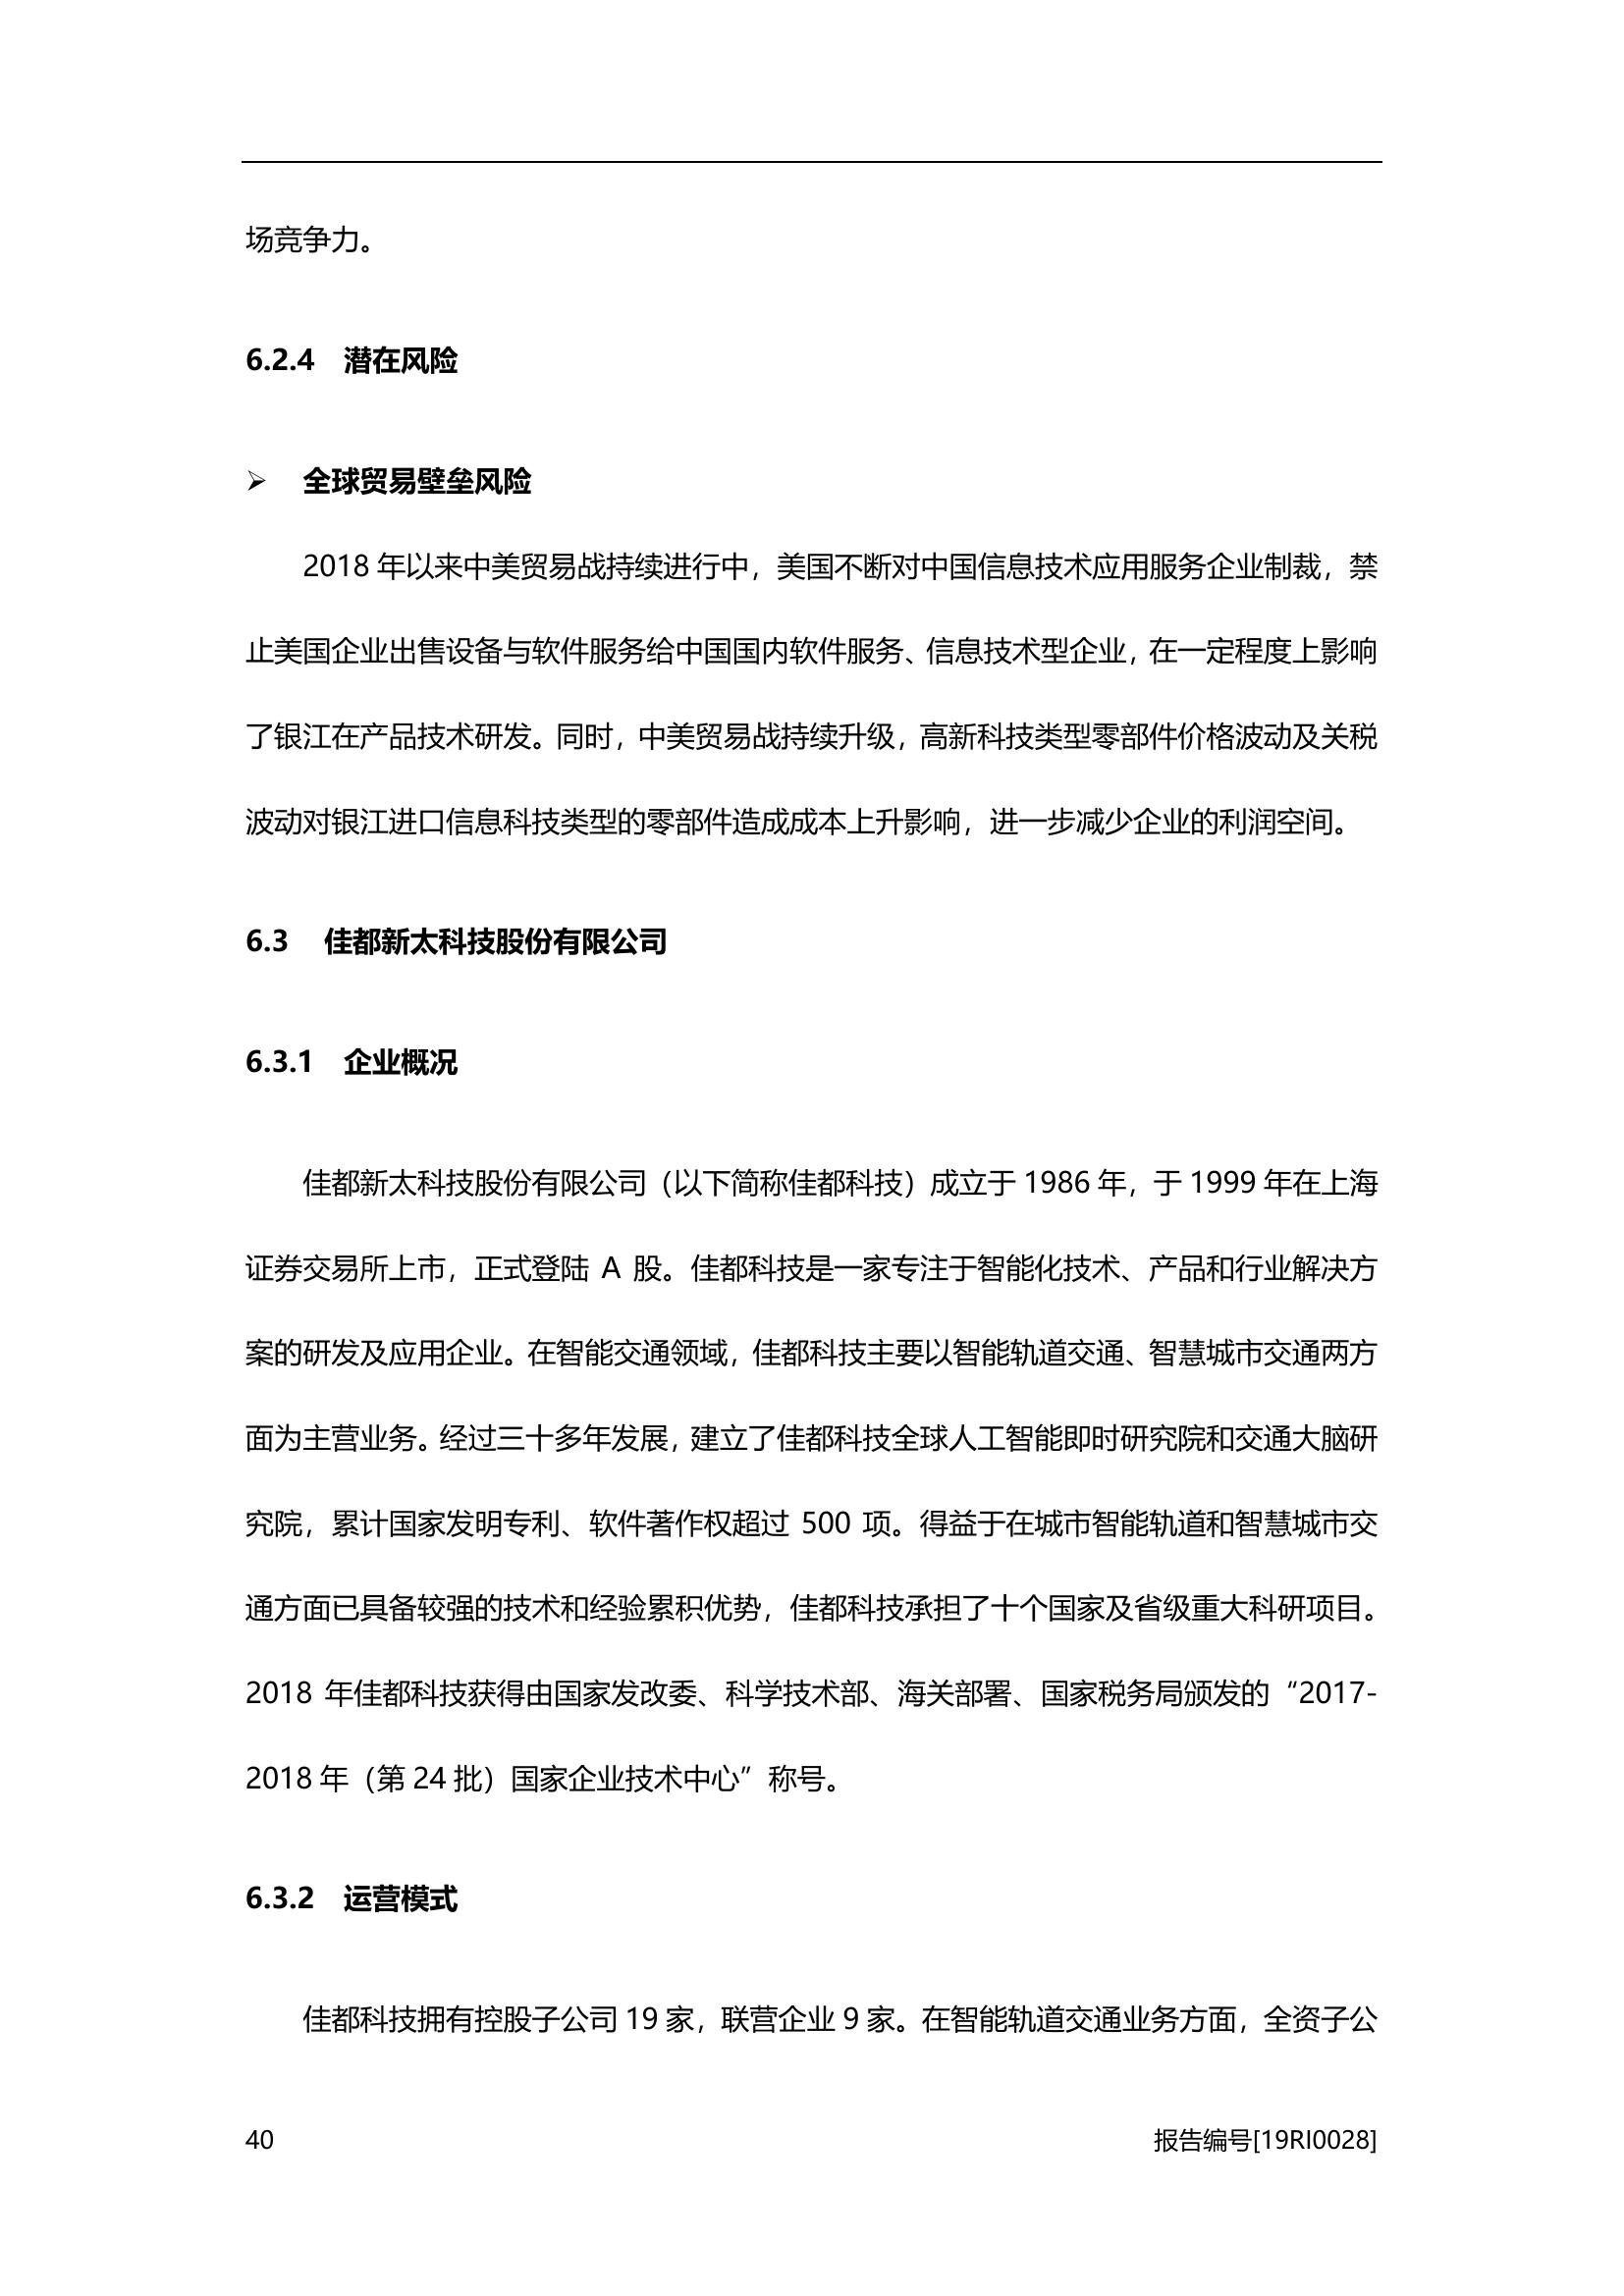 场竞争力。
6.2.4 潜在风险
➢ 全球贸易壁垒风险
2018 年以来中美贸易战持续进行中，美国不断对中国信息技术应用服务企业制裁，禁
止美国企业出售设备与软件服务给中国国内软件服务、信息技术型企业，在一定程度上影响
了银江在产品技术研发。同时，中美贸易战持续升级，高新科技类型零部件价格波动及关税
波动对银江进口信息科技类型的零部件造成成本上升影响，进一步减少企业的利润空间。
6.3 佳都新太科技股份有限公司
6.3.1 企业概况
佳都新太科技股份有限公司（以下简称佳都科技）成立于 1986 年，于 1999 年在上海
证券交易所上市，正式登陆 A 股。佳都科技是一家专注于智能化技术、产品和行业解决方
案的研发及应用企业。在智能交通领域，佳都科技主要以智能轨道交通、智慧城市交通两方
面为主营业务。经过三十多年发展，建立了佳都科技全球人工智能即时研究院和交通大脑研
究院，累计国家发明专利、软件著作权超过 500 项。得益于在城市智能轨道和智慧城市交
通方面已具备较强的技术和经验累积优势，佳都科技承担了十个国家及省级重大科研项目。
2018 年佳都科技获得由国家发改委、科学技术部、海关部署、国家税务局颁发的“2017-
2018 年（第 24 批）国家企业技术中心”称号。
6.3.2 运营模式
佳都科技拥有控股子公司 19 家，联营企业 9 家。在智能轨道交通业务方面，全资子公
40 报告编号[19RI0028]